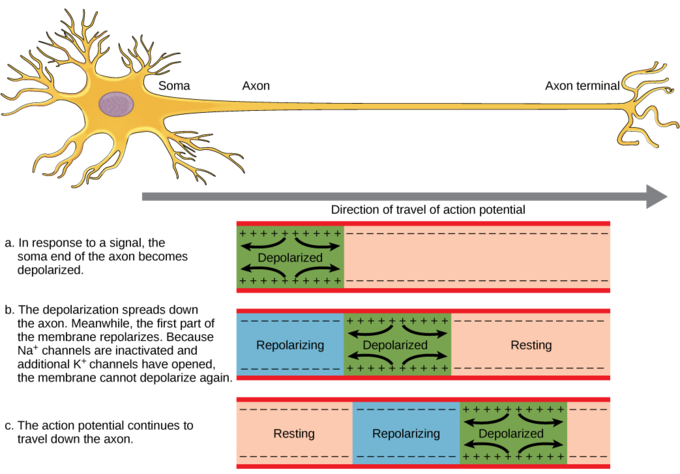 Soma
Axon
Axon terminal
Direction of travel of action potential
a. In response to a signal, the
soma end of the axon becomes
depolarized.
+ + + + + + + + + +
Depolarized
+ + + + + + + + + +
b. The depolarization spreads down
the axon. Meanwhile, the first part of
the membrane repolarizes. Because
Na⁺ channels are inactivated and
additional K⁺ channels have opened,
the membrane cannot depolarize again.
+ + + + + + + + + +
Repolarizing
Depolarized
Resting
+ + + + + + + + + +
c. The action potential continues to
travel down the axon.
+ + + + + + + + + +
Resting
Repolarizing
Depolarized
+ + + + + + + + + +